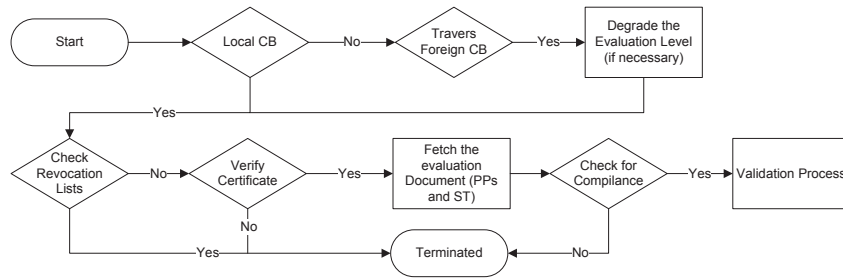 Start
Local CB
No
Travers
Foreign CB
Yes
Degrade the
Evaluation Level
(if necessary)
Yes
Check
Revocation
Lists
No
Verify
Certificate
Yes
Fetch the
evaluation
Document (PPs
and ST)
Check for
Compilance
Yes
Validation Process
No
Yes
Terminated
No